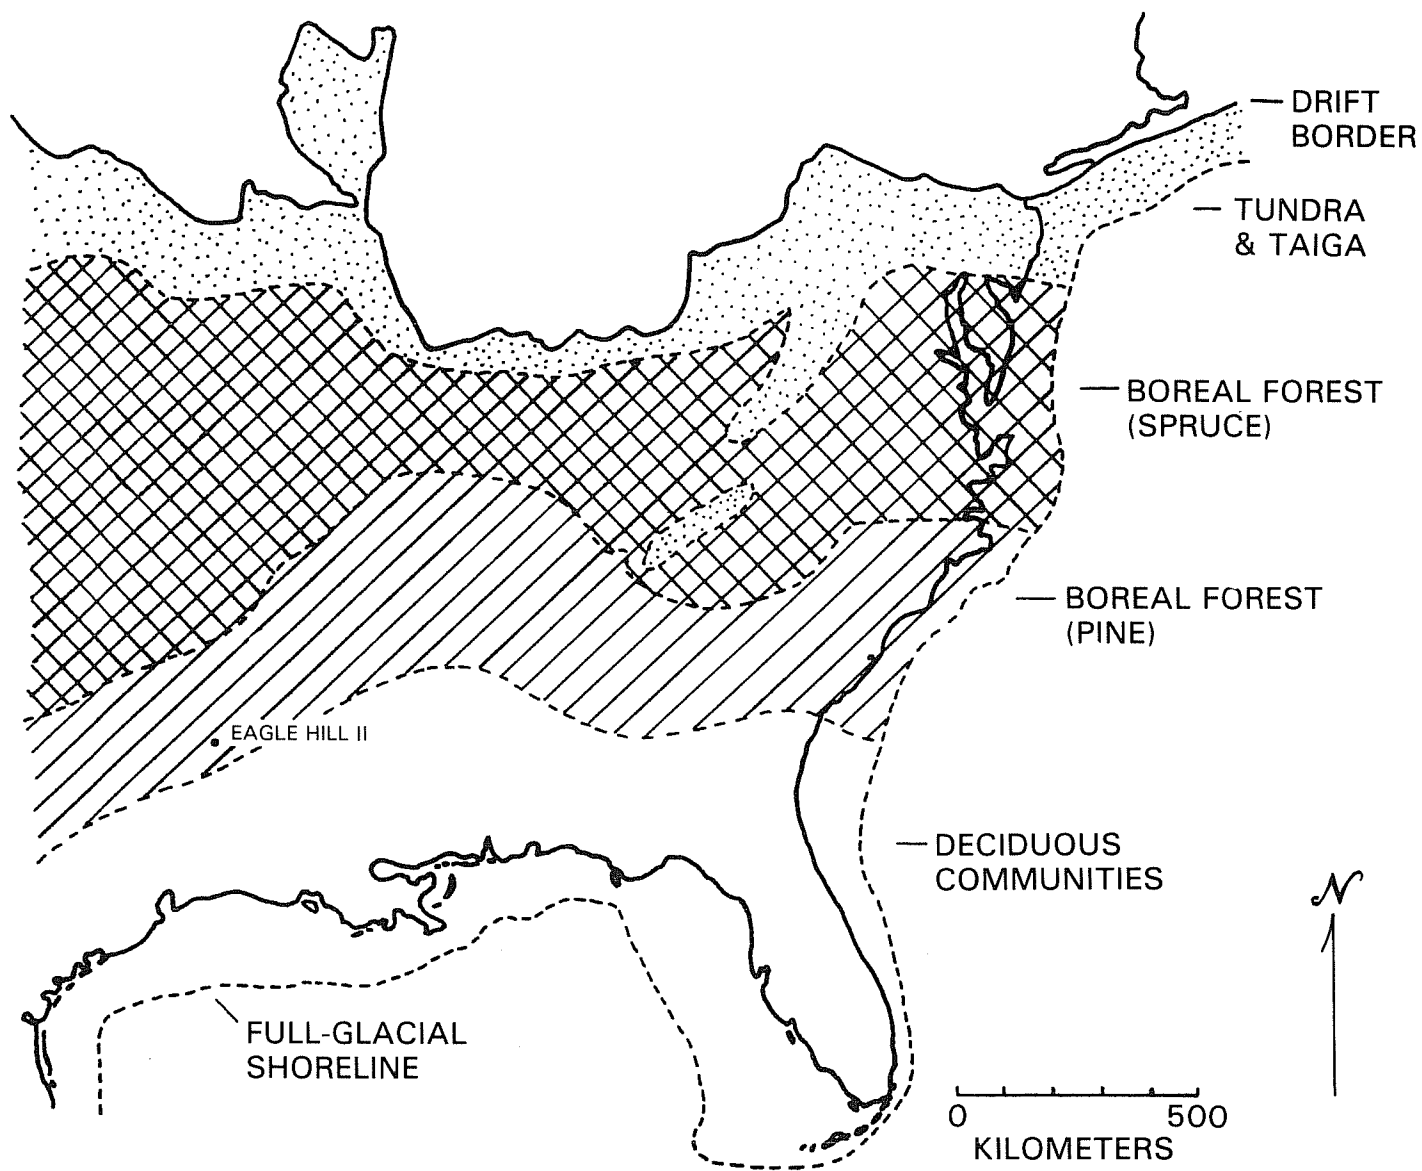 DRIFT
BORDER
TUNDRA
& TAIGA
BOREAL FOREST
(SPRUCE)
BOREAL FOREST
(PINE)
EAGLE HILL II
DECIDUOUS
COMMUNITIES
N
FULL-GLACIAL
SHORELINE
0 500
KILOMETERS